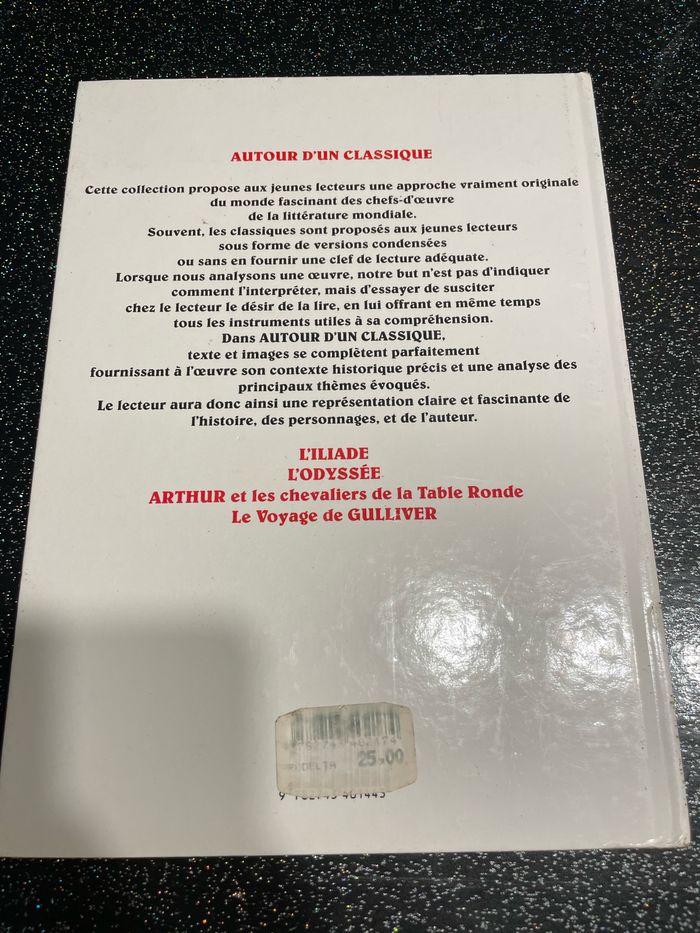 AUTOUR D'UN CLASSIQUE
Cette collection propose aux jeunes lecteurs une approche vraiment originale
du monde fascinant des chefs-d'œuvre
de la littérature mondiale.
Souvent, les classiques sont proposés aux jeunes lecteurs
sous forme de versions condensées
ou sans en fournir une clef de lecture adéquate.
Lorsque nous analysons une œuvre, notre but n'est pas d'indiquer
comment l'interpréter, mais d'essayer de susciter
chez le lecteur le désir de la lire, en lui offrant en même temps
tous les instruments utiles à sa compréhension.
Dans AUTOUR D'UN CLASSIQUE,
texte et images se complètent parfaitement
fournissant à l'œuvre son contexte historique précis et une analyse des
principaux thèmes évoqués.
Le lecteur aura donc ainsi une représentation claire et fascinante de
l'histoire, des personnages, et de l'auteur.
L'ILIADE
L'ODYSSÉE
ARTHUR et les chevaliers de la Table Ronde
Le Voyage de GULLIVER
25.00